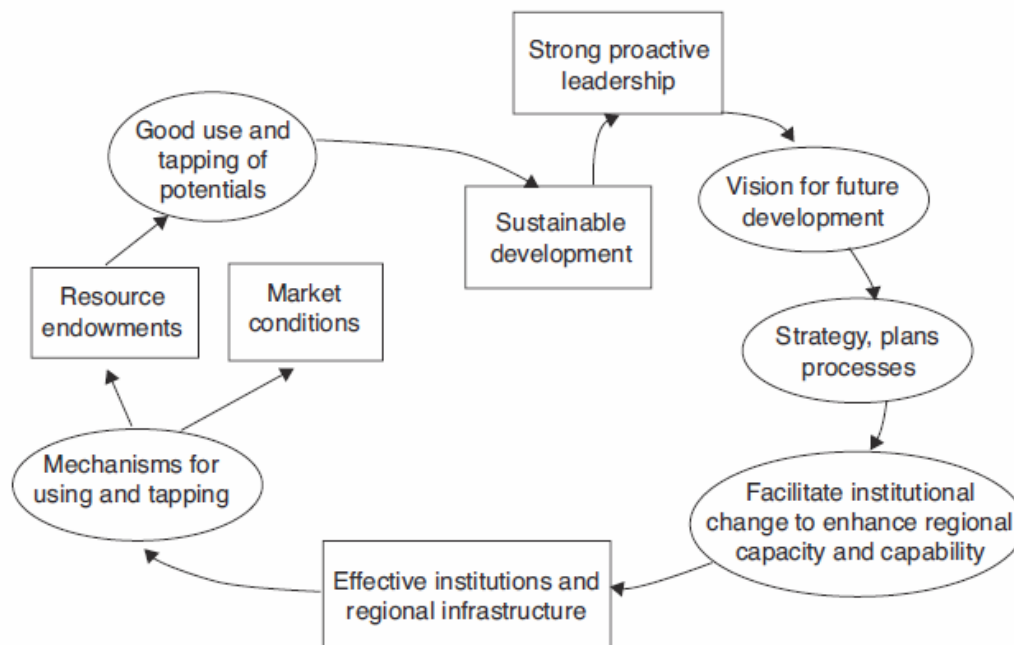 Strong proactive
leadership
Good use and
tapping of
potentials
Vision for future
development
Sustainable
development
Resource
endowments
Market
conditions
Strategy, plans
processes
Mechanisms for
using and tapping
Facilitate institutional
change to enhance regional
capacity and capability
Effective institutions and
regional infrastructure